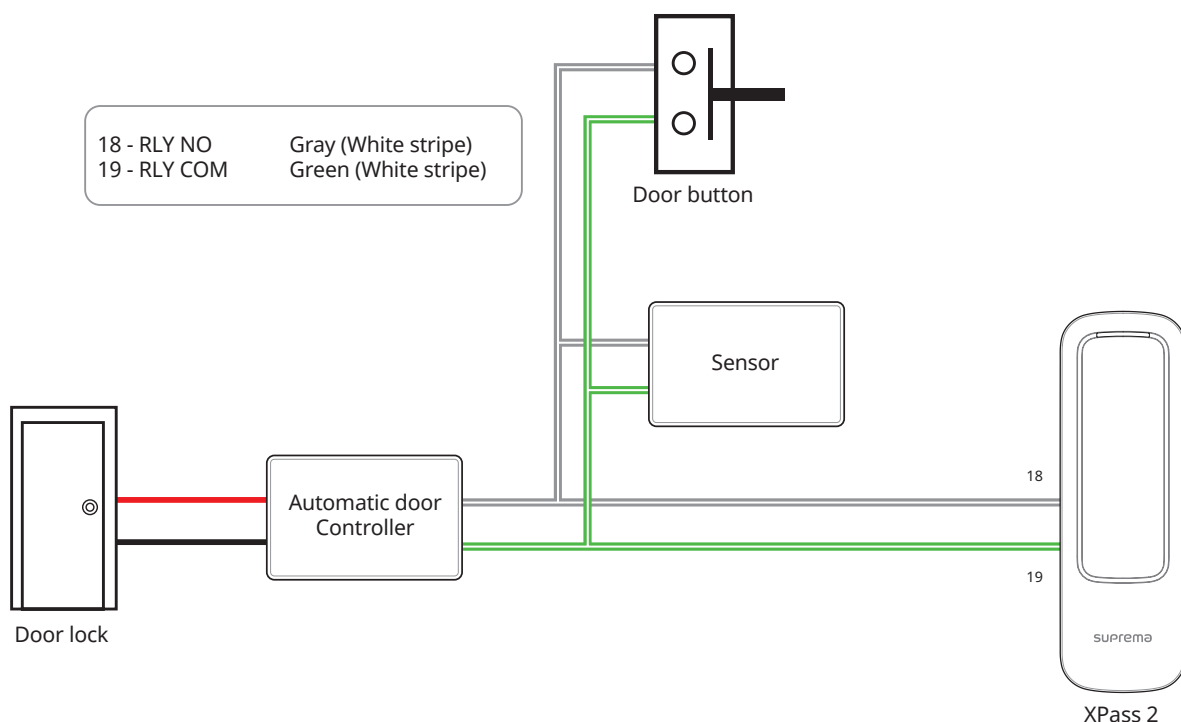 18 - RLY NO Gray (White stripe)
19 - RLY COM Green (White stripe)
Door button
Sensor
18
Automatic door
Controller
19
Door lock
suprema
XPass 2